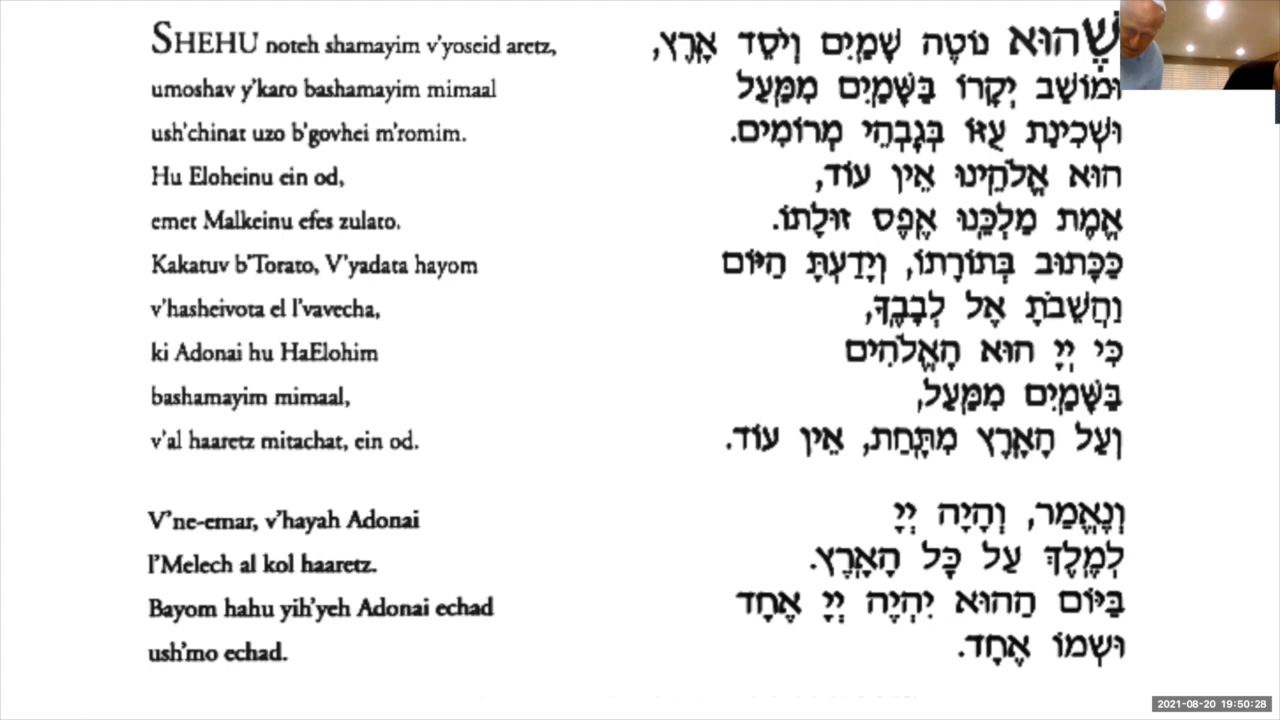 SHEHU noteh shamayim v'yoseid aretz,
umoshav y'karo bashamayim mimaal
ush'chinat uzo b'govhei m'romim.
Hu Eloheinu ein od,
emet Malkeinu efes zulato.
Kakatuv b'Torato, V'yadata hayom
v'hasheivota el l'vavecha,
ki Adonai hu HaElohim
bashamayim mimaal,
v'al haaretz mitachat, ein od.
V'ne-emar, v'hayah Adonai
l'Melech al kol haaretz.
Bayom hahu yih'yeh Adonai echad
ush'mo echad.
שֶׁהוּא נוֹטֶה שָׁמַיִם וְיֹסֵד אָרֶץ,
וּמוֹשַׁב יְקָרוֹ בַּשָּׁמַיִם מִמַּעַל
וּשְׁכִינַת עֻזּוֹ בְּגָבְהֵי מְרוֹמִים.
הוּא אֱלֹהֵינוּ אֵין עוֹד,
אֱמֶת מַלְכֵּנוּ אֶפֶס זוּלָתוֹ.
כַּכָּתוּב בְּתוֹרָתוֹ, וְיָדַעְתָּ הַיּוֹם
וַהֲשֵׁבֹתָ אֶל לְבָבֶךָ,
כִּי יְיָ הוּא הָאֱלֹהִים
בַּשָּׁמַיִם מִמַּעַל,
וְעַל הָאָרֶץ מִתָּחַת, אֵין עוֹד.
וְנֶאֱמַר, וְהָיָה יְיָ
לְמֶלֶךְ עַל כָּל הָאָרֶץ.
בַּיּוֹם הַהוּא יִהְיֶה יְיָ אֶחָד
וּשְׁמוֹ אֶחָד.
2021-08-20 19:50:28